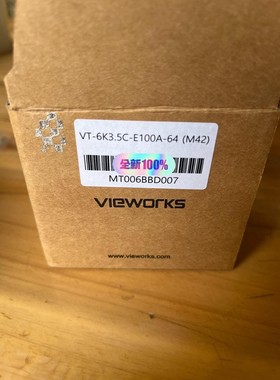 VT-6K3.5C-E100A-64 (M42)
全新100%
MT006BBD007
VIEWORKS
www.vieworks.com